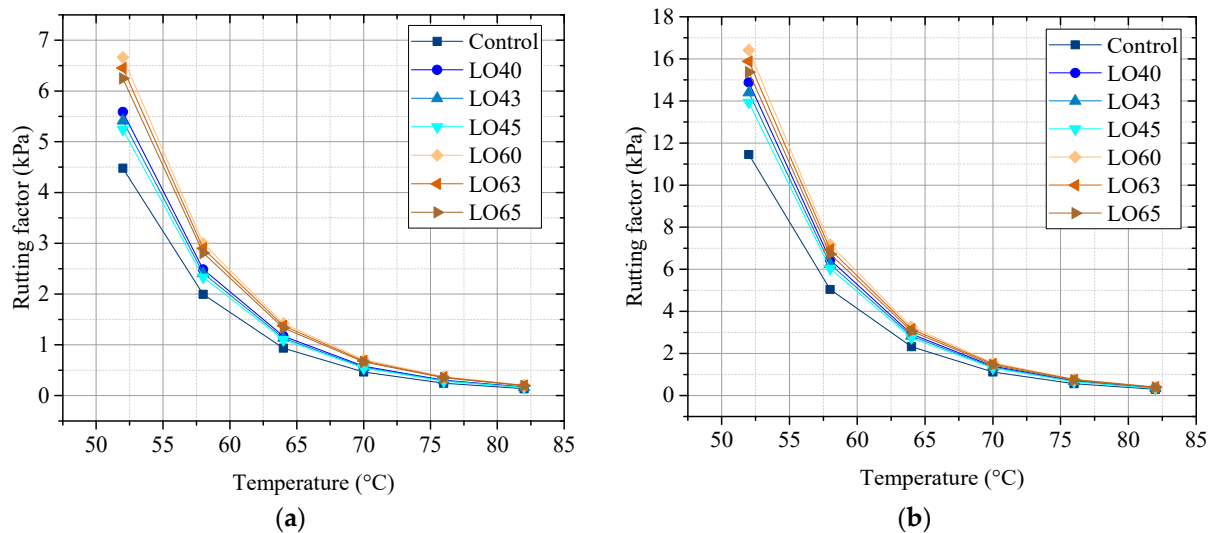 7
6
5
4
3
2
1
0
Rutting factor (kPa)
Control
LO40
LO43
LO45
LO60
LO63
LO65
50 55 60 65 70 75 80 85
Temperature (°C)
(a)
18
16
14
12
10
8
6
4
2
0
Rutting factor (kPa)
Control
LO40
LO43
LO45
LO60
LO63
LO65
50 55 60 65 70 75 80 85
Temperature (°C)
(b)